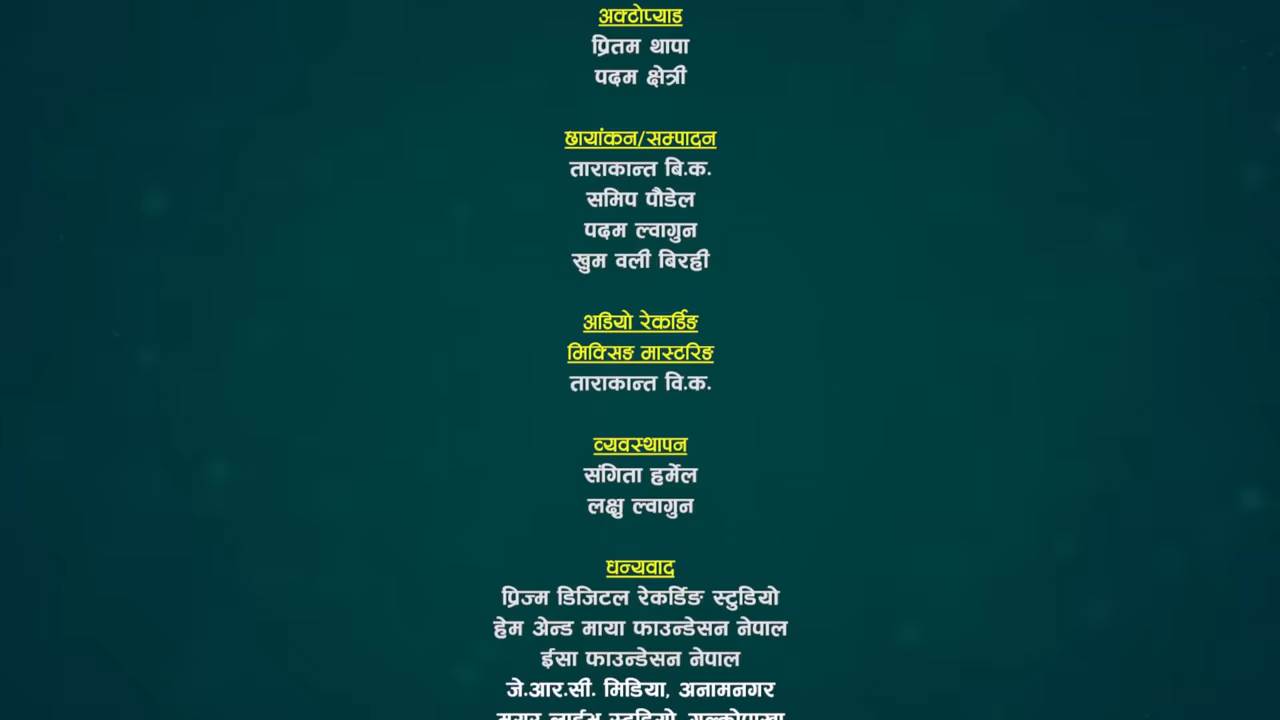 अक्टोप्याड
प्रितम थापा
पदम क्षेत्री
छायांकन/सम्पादन
ताराकान्त बि.क.
समिप पौडेल
पदम ल्वागुन
खुम वली बिरही
अडियो रेकर्डिङ
मिक्सिङ मास्टरिङ
ताराकान्त वि.क.
व्यवस्थापन
संगिता हर्मेल
लक्षु ल्वागुन
धन्यवाद
प्रिज्म डिजिटल रेकर्डिङ स्टुडियो
हेम अेन्ड माया फाउन्डेसन नेपाल
ईसा फाउन्डेसन नेपाल
जे.आर.सी. मिडिया, अनामनगर